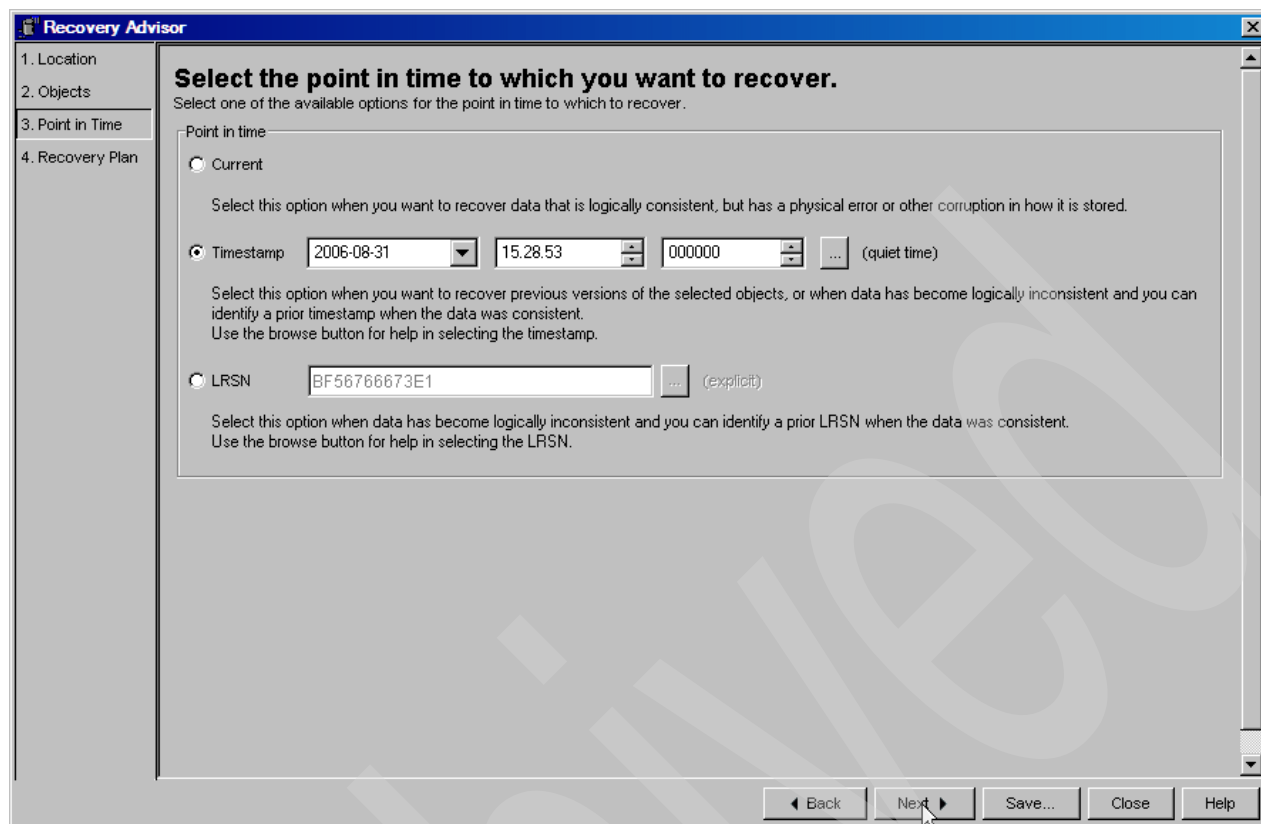 Recovery Advisor
1. Location
2. Objects
3. Point in Time
4. Recovery Plan
Select the point in time to which you want to recover.
Select one of the available options for the point in time to which to recover.
Point in time
Current
Select this option when you want to recover data that is logically consistent, but has a physical error or other corruption in how it is stored.
Timestamp 2006-08-31 15.28.53 000000 ... (quiet time)
Select this option when you want to recover previous versions of the selected objects, or when data has become logically inconsistent and you can
identify a prior timestamp when the data was consistent.
Use the browse button for help in selecting the timestamp.
LRSN BF56766673E1 ... (explicit)
Select this option when data has become logically inconsistent and you can identify a prior LRSN when the data was consistent.
Use the browse button for help in selecting the LRSN.
Back Next Save... Close Help